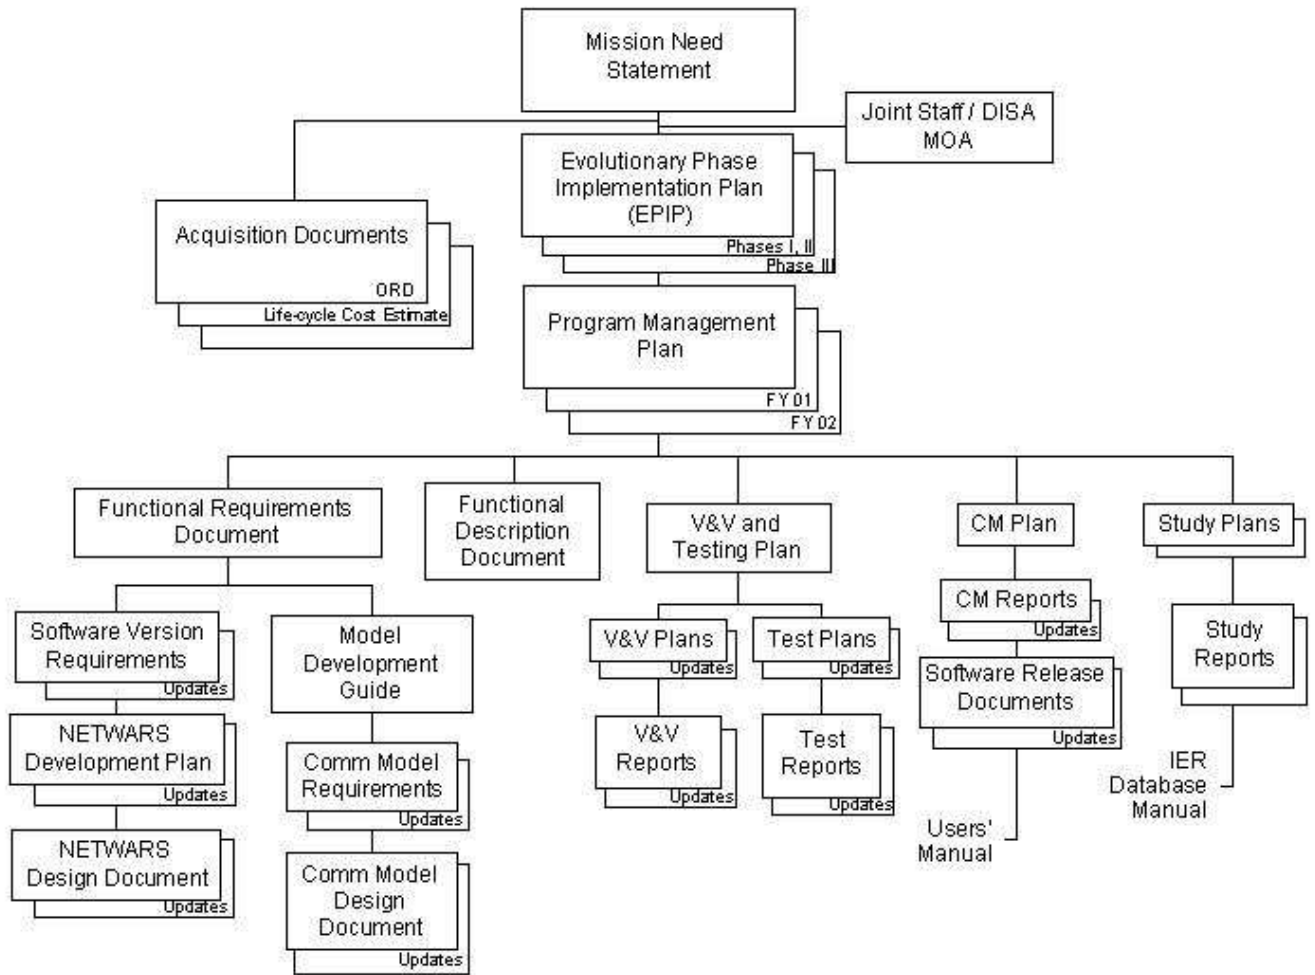 Mission Need
Statement
Joint Staff / DISA
MOA
Evolutionary Phase
Implementation Plan
(EPIP)
Phases I, II
Phase III
Acquisition Documents
ORD
Life-cycle Cost Estimate
Program Management
Plan
FY 01
FY 02
Functional Requirements
Document
Functional
Description
Document
V&V and
Testing Plan
CM Plan
Study Plans
Software Version
Requirements
Updates
Model
Development
Guide
V&V Plans
Updates
Test Plans
Updates
CM Reports
Updates
Study
Reports
NETWARS
Development Plan
Updates
Comm Model
Requirements
Updates
V&V
Reports
Updates
Test
Reports
Updates
Software Release
Documents
Updates
IER
Database
Manual
Users'
Manual
NETWARS
Design Document
Updates
Comm Model
Design
Document
Updates